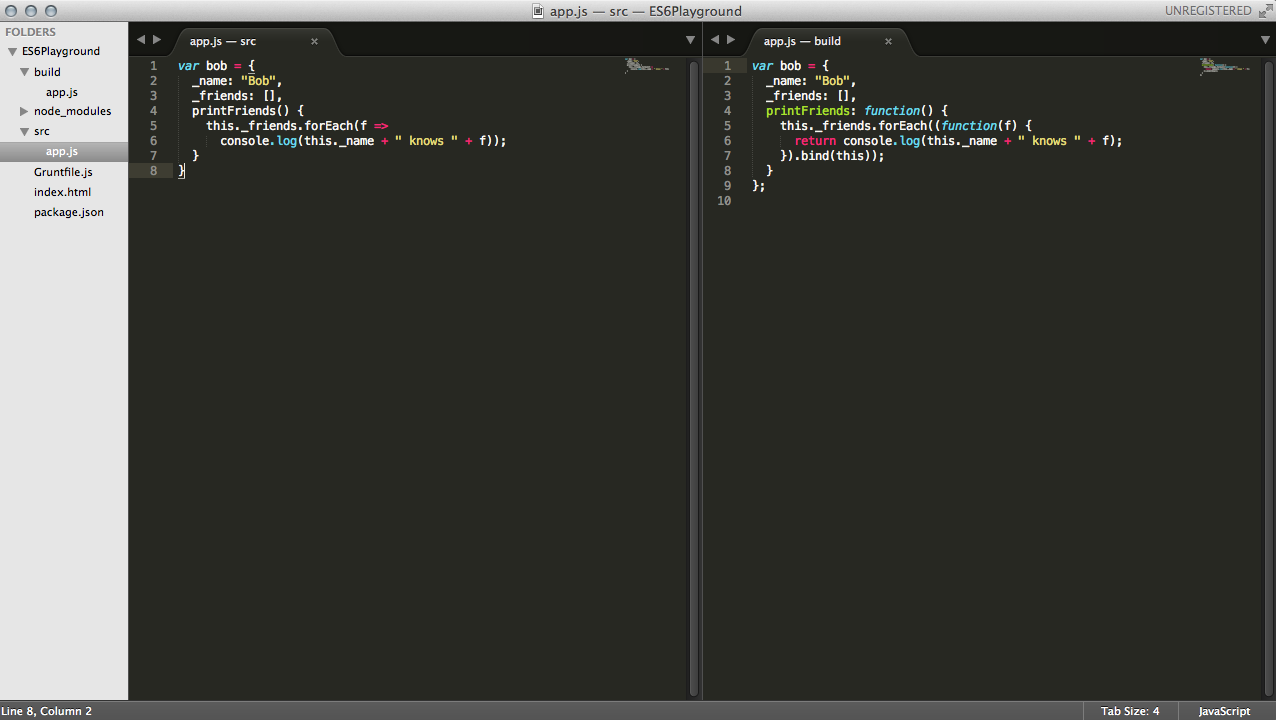 app.js — src — ES6Playground
UNREGISTERED
FOLDERS
ES6Playground
build
app.js
node_modules
src
app.js
Gruntfile.js
index.html
package.json
app.js — src ×
1 var bob = {
2 _name: "Bob",
3 _friends: [],
4 printFriends() {
5 this._friends.forEach(f =>
6 console.log(this._name + " knows " + f));
7 }
8 }
app.js — build ×
1 var bob = {
2 _name: "Bob",
3 _friends: [],
4 printFriends: function() {
5 this._friends.forEach((function(f) {
6 return console.log(this._name + " knows " + f);
7 }).bind(this));
8 }
9 };
10
Line 8, Column 2
Tab Size: 4
JavaScript